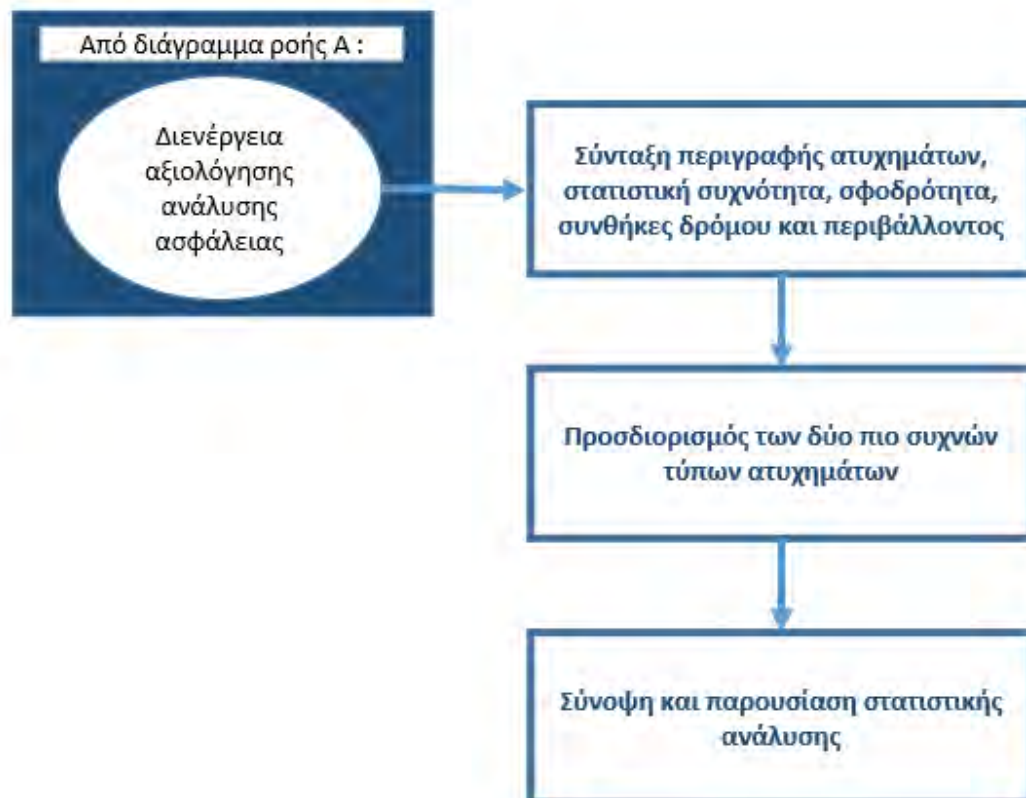 Από διάγραμμα ροής Α :
Διενέργεια
αξιολόγησης
ανάλυσης
ασφάλειας
Σύνταξη περιγραφής ατυχημάτων,
στατιστική συχνότητα, σφοδρότητα,
συνθήκες δρόμου και περιβάλλοντος
Προσδιορισμός των δύο πιο συχνών
τύπων ατυχημάτων
Σύνοψη και παρουσίαση στατιστικής
ανάλυσης